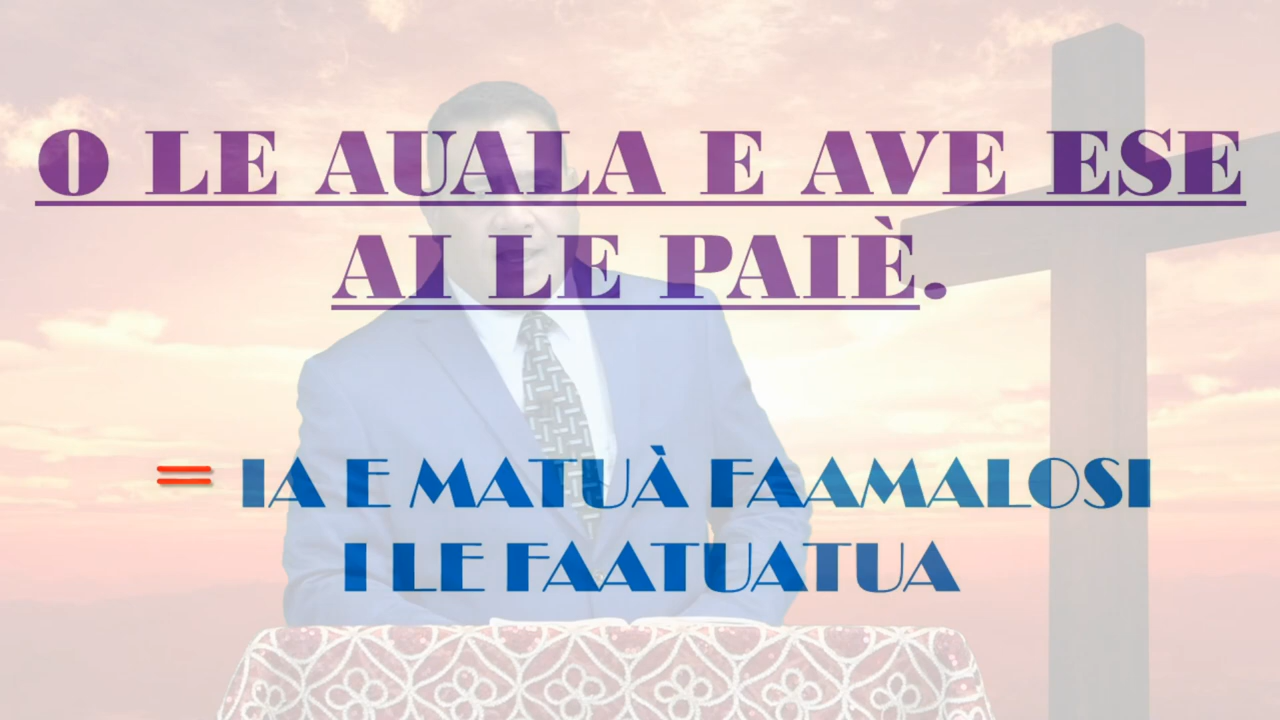 O LE AUALA E AVE ESE
AI LE PAIÈ.
= IA E MATUÀ FAAMALOSI
I LE FAATUATUA